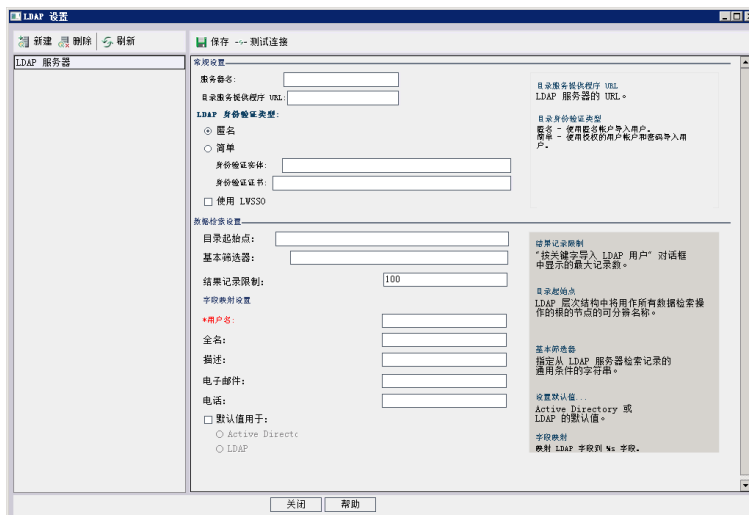 LDAP 设置
新建 删除 刷新
保存 测试连接
LDAP 服务器
常规设置
服务器名:
目录服务提供程序 URL:
LDAP 身份验证类型:
匿名
简单
身份验证实体:
身份验证证书:
使用 LWSSO
目录服务提供程序 URL
LDAP 服务器的 URL。
目录身份验证类型
匿名 - 使用匿名帐户导入用户。
简单 - 使用授权的用户帐户和密码导入用
户。
数据检索设置
目录起始点:
基本筛选器:
结果记录限制: 100
字段映射设置
*用户名:
全名:
描述:
电子邮件:
电话:
默认值用于:
Active Directo
LDAP
结果记录限制
“按关键字导入 LDAP 用户” 对话框
中显示的最大记录数。
目录起始点
LDAP 层次结构中将用作所有数据检索操
作的根的节点的可分辨名称。
基本筛选器
指定从 LDAP 服务器检索记录的
通用条件的字符串。
设置默认值...
Active Directory 或
LDAP 的默认值。
字段映射
映射 LDAP 字段到 %s 字段。
关闭 帮助